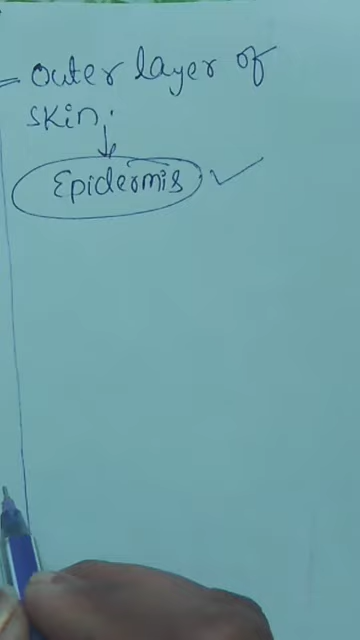 = Outer layer of
skin.
↓
Epidermis ✓